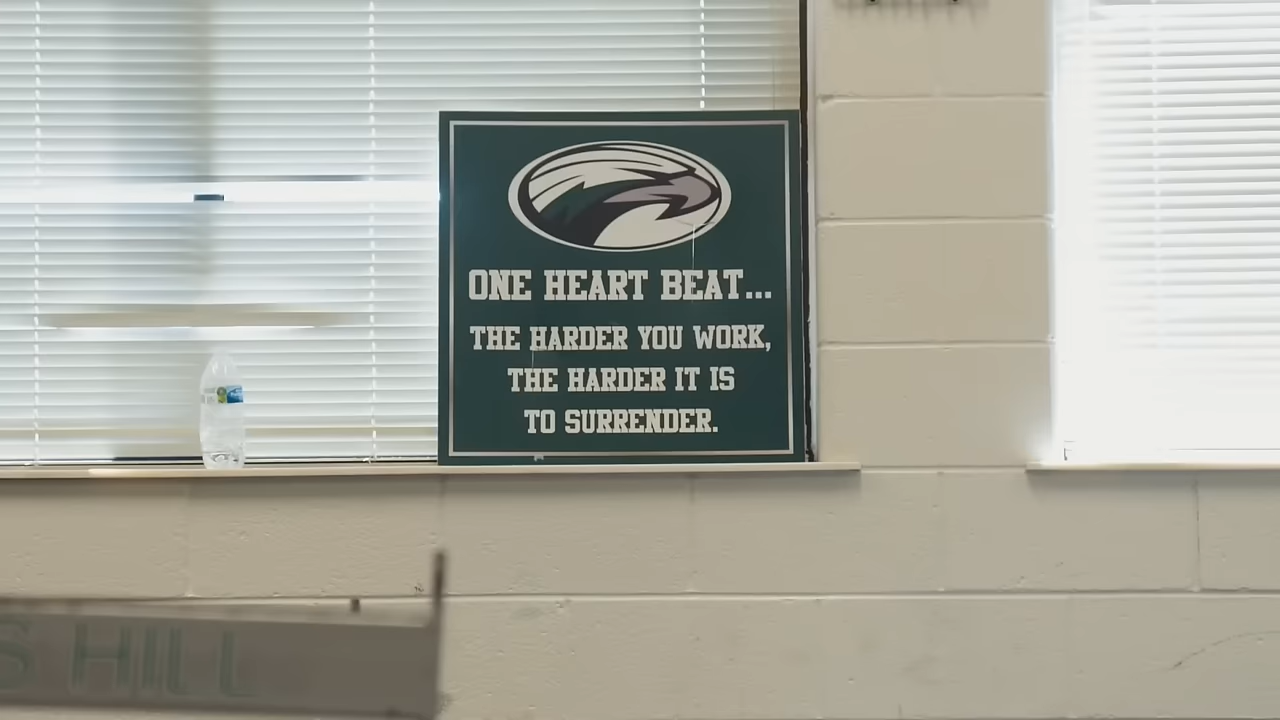 ONE HEART BEAT...
THE HARDER YOU WORK,
THE HARDER IT IS
TO SURRENDER.
S HILL